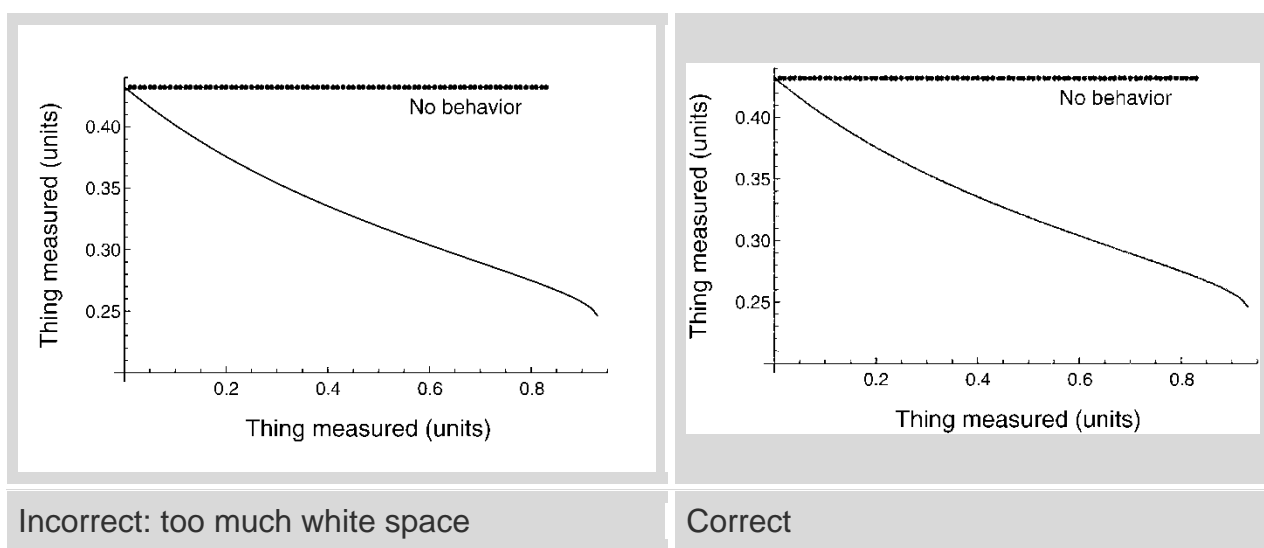 No behavior
Thing measured (units)
0.40
0.35
0.30
0.25
0.2 0.4 0.6 0.8
Thing measured (units)
Incorrect: too much white space
No behavior
Thing measured (units)
0.40
0.35
0.30
0.25
0.2 0.4 0.6 0.8
Thing measured (units)
Correct